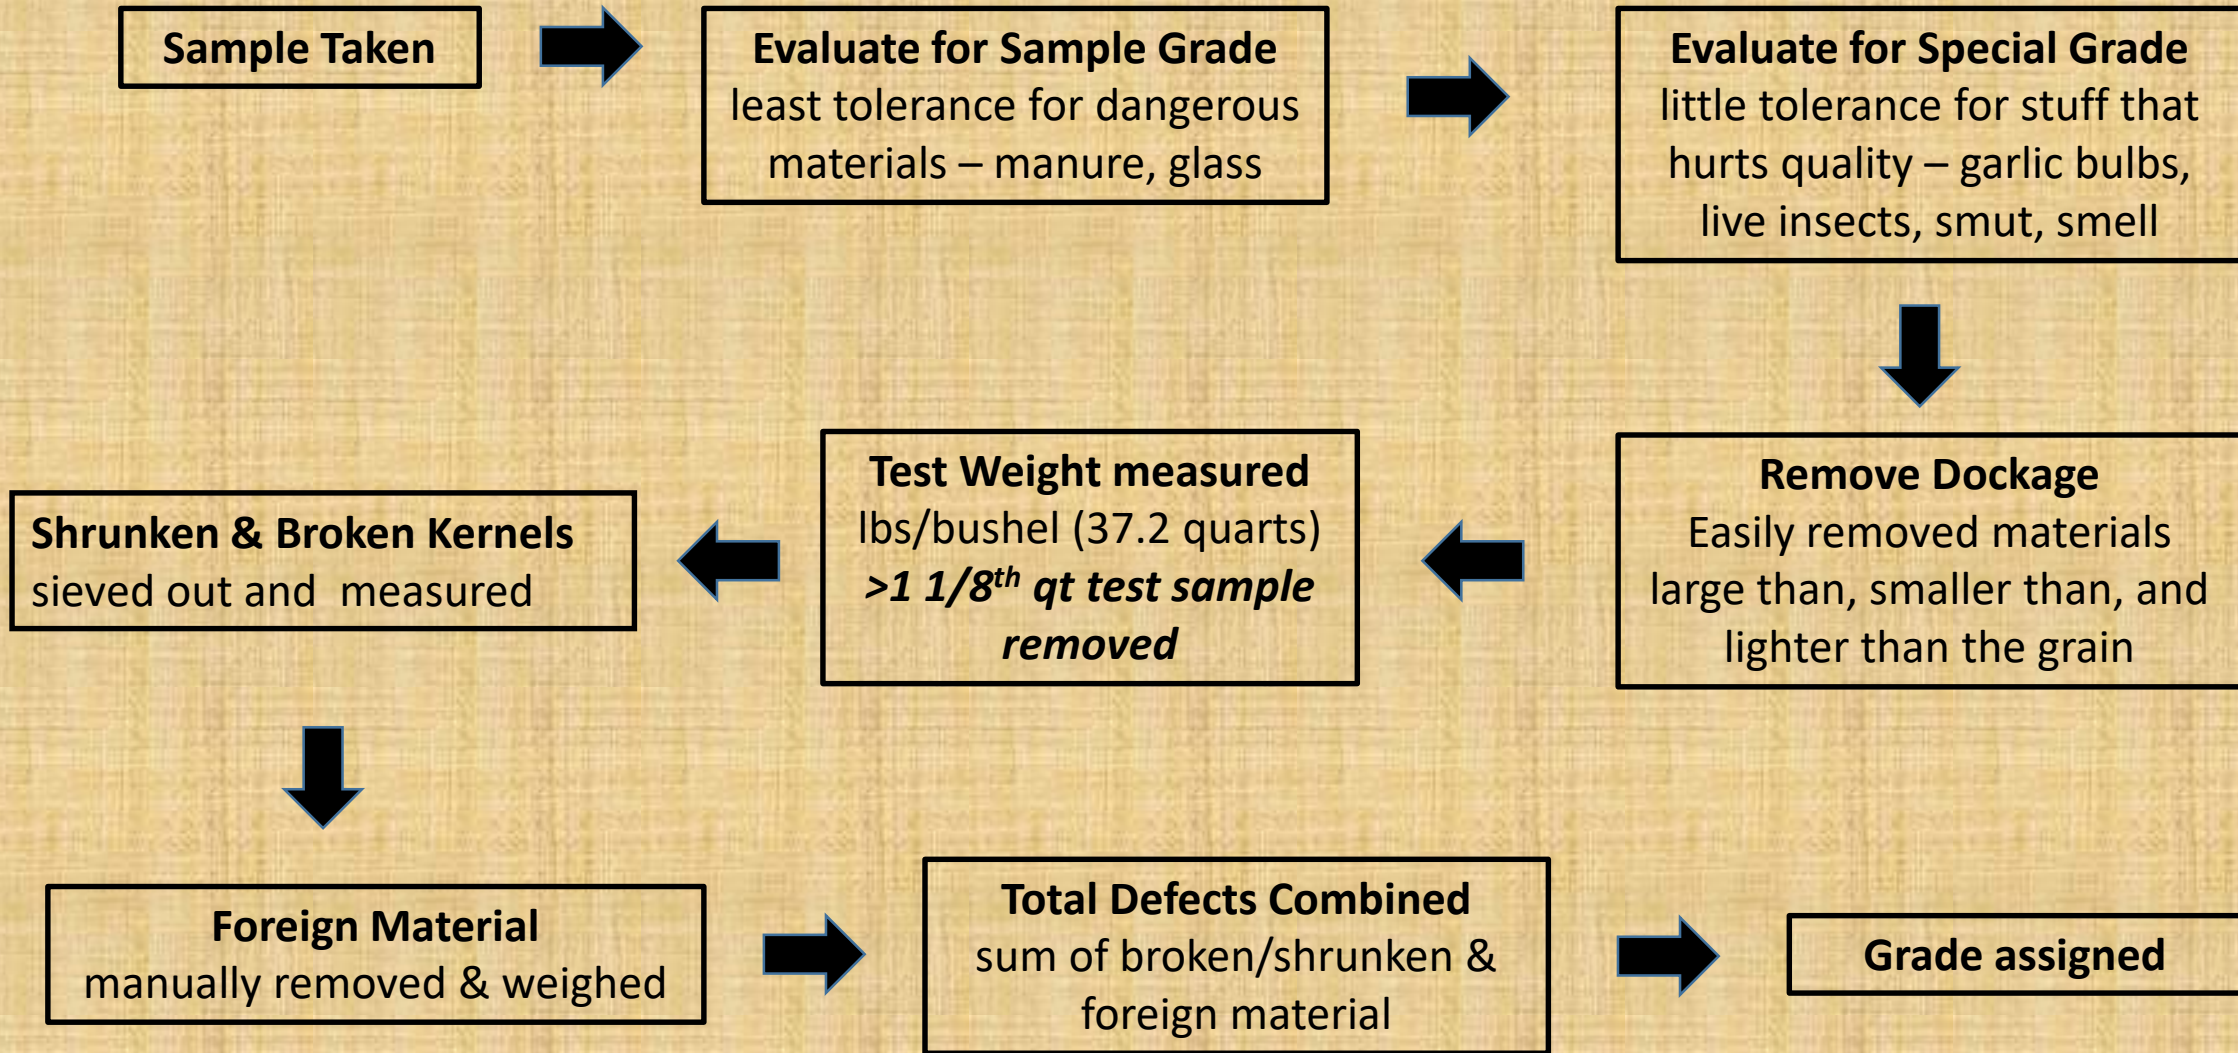 Sample Taken
Evaluate for Sample Grade
least tolerance for dangerous
materials – manure, glass
Evaluate for Special Grade
little tolerance for stuff that
hurts quality – garlic bulbs,
live insects, smut, smell
Remove Dockage
Easily removed materials
large than, smaller than, and
lighter than the grain
Test Weight measured
lbs/bushel (37.2 quarts)
>1 1/8th qt test sample
removed
Shrunken & Broken Kernels
sieved out and  measured
Foreign Material
manually removed & weighed
Total Defects Combined
sum of broken/shrunken &
foreign material
Grade assigned